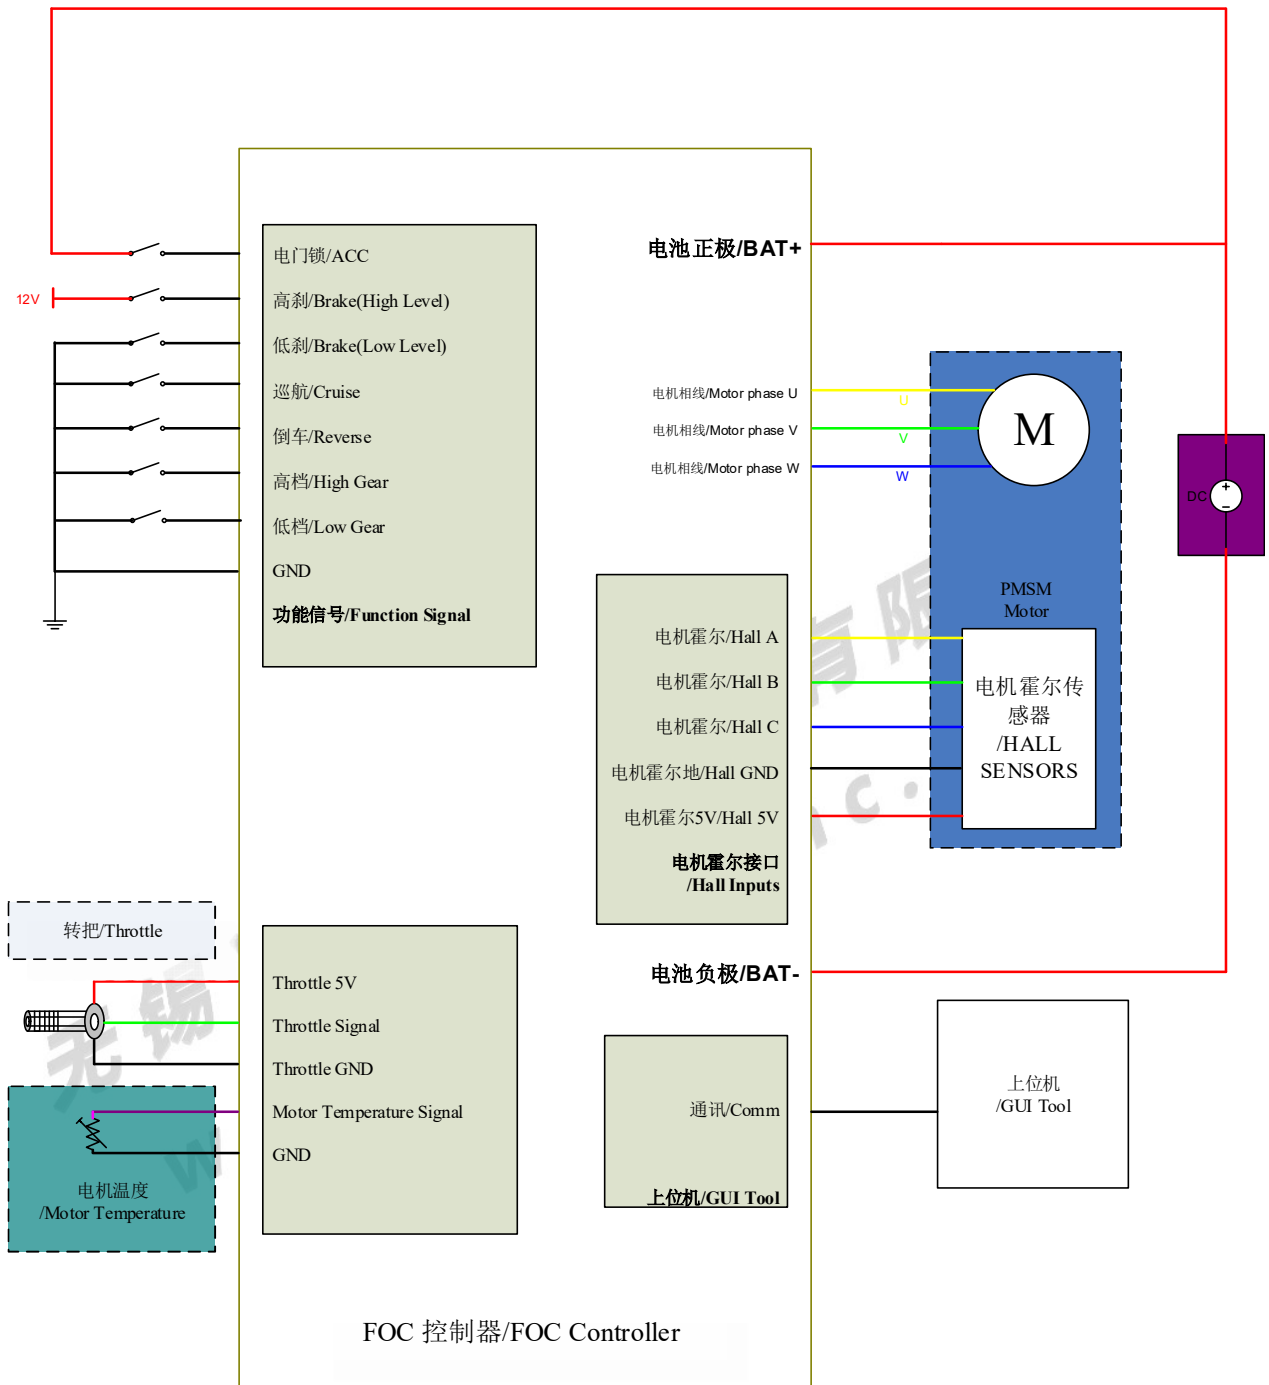 电门锁/ACC
12V
高刹/Brake(High Level)
低刹/Brake(Low Level)
巡航/Cruise
倒车/Reverse
高档/High Gear
低档/Low Gear
GND
功能信号/Function Signal
电池正极/BAT+
电机相线/Motor phase U
电机相线/Motor phase V
电机相线/Motor phase W
U
V
W
M
DC
PMSM
Motor
电机霍尔/Hall A
电机霍尔/Hall B
电机霍尔/Hall C
电机霍尔地/Hall GND
电机霍尔5V/Hall 5V
电机霍尔接口
/Hall Inputs
电机霍尔传
感器
/HALL
SENSORS
转把/Throttle
Throttle 5V
Throttle Signal
Throttle GND
Motor Temperature Signal
GND
电机温度
/Motor Temperature
电池负极/BAT-
通讯/Comm
上位机/GUI Tool
上位机
/GUI Tool
FOC 控制器/FOC Controller
无锡
有限